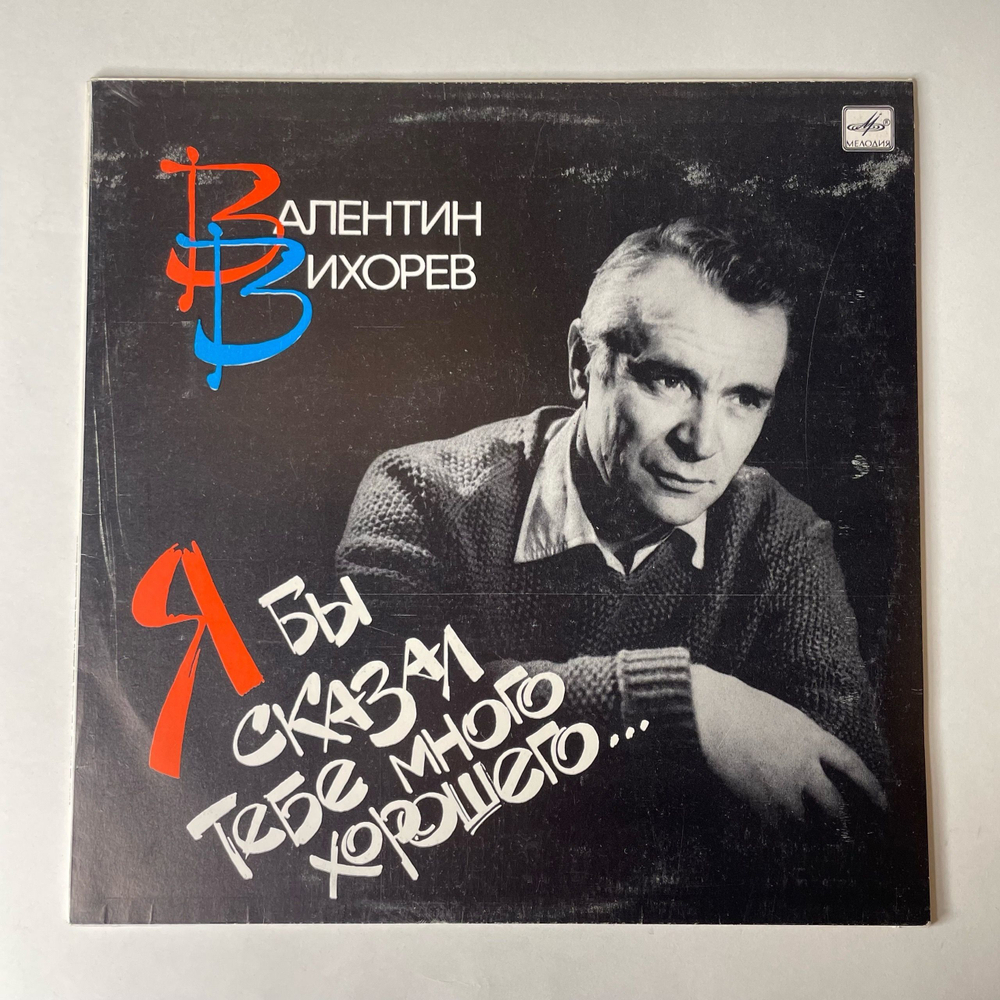 ВАЛЕНТИН
ВИХОРЕВ
МЕЛОДИЯ
Я БЫ
СКАЗАЛ
ТЕБЕ МНОГО
ХОРОШЕГО...